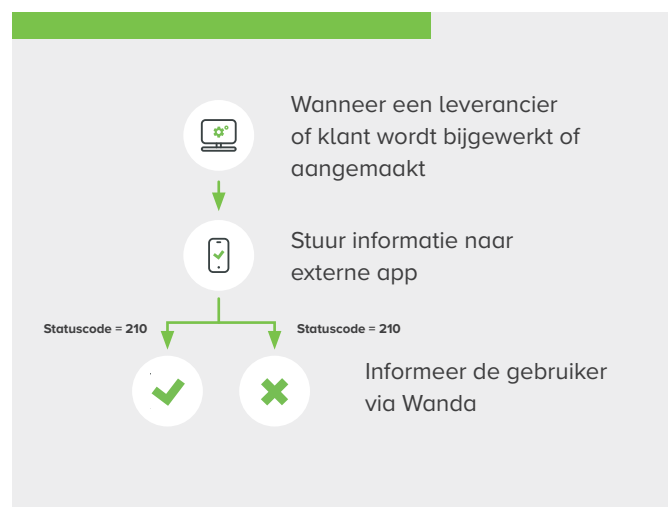 Wanneer een leverancier
of klant wordt bijgewerkt of
aangemaakt
Stuur informatie naar
externe app
Statuscode = 210
Statuscode = 210
Informeer de gebruiker
via Wanda